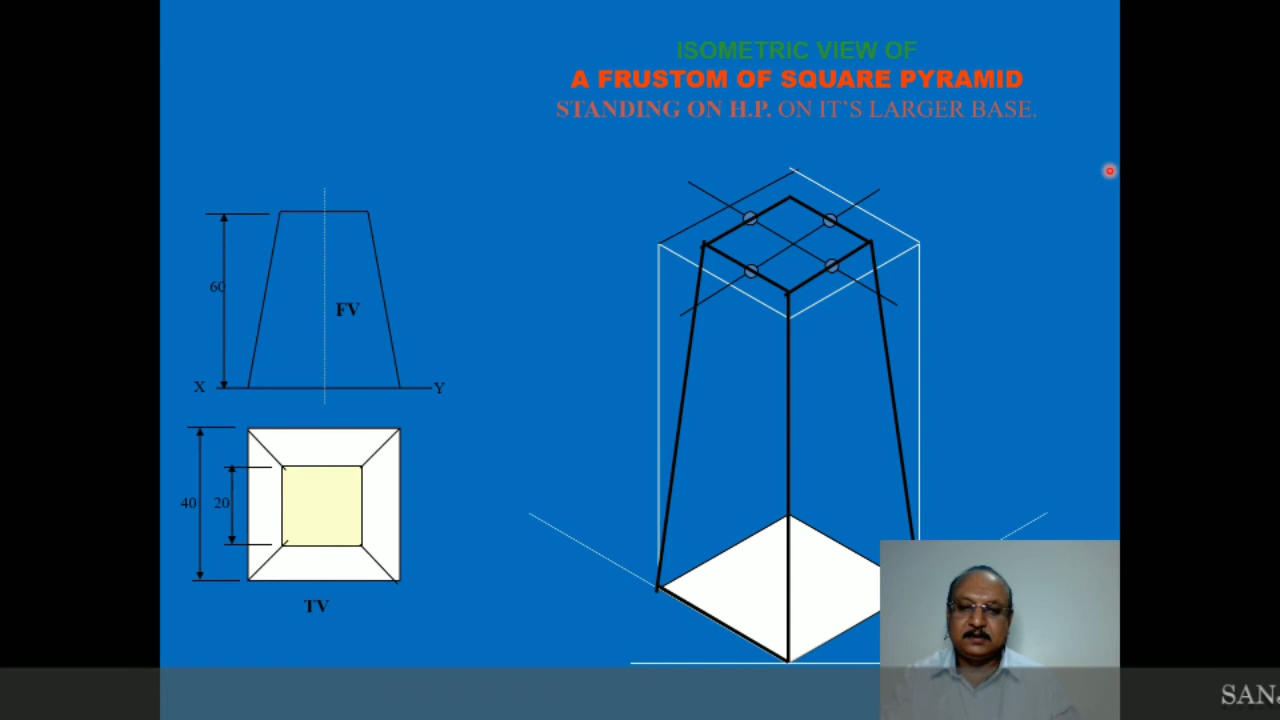 ISOMETRIC VIEW OF
A FRUSTOM OF SQUARE PYRAMID
STANDING ON H.P. ON IT’S LARGER BASE.
60
FV
X
Y
40
20
TV